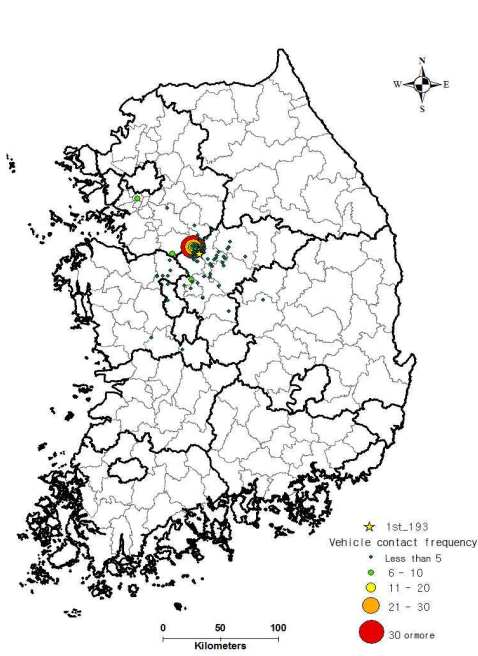 N
W E
S
1st_193
Vehicle contact frequency
Less than 5
6 - 10
11 - 20
21 - 30
30 ormore
0 50 100
Kilometers